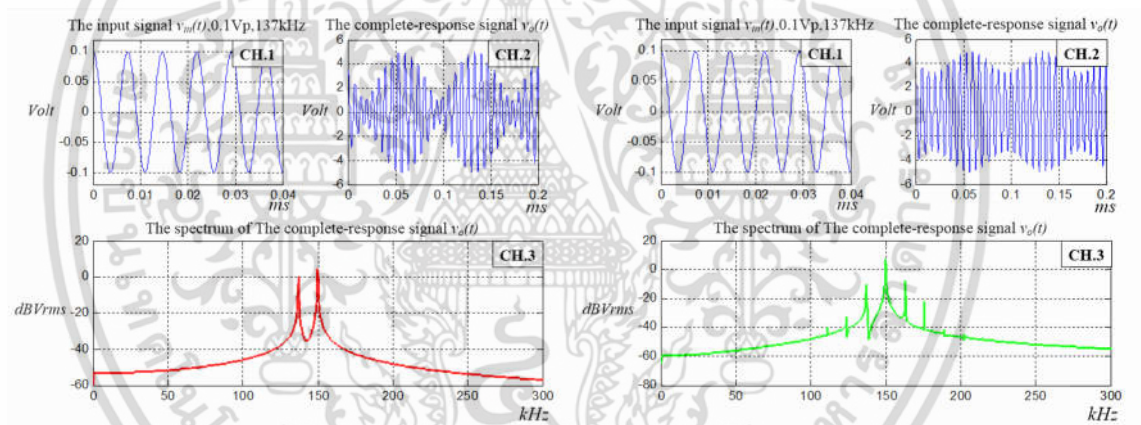 The input signal vin(t),0.1Vp,137kHz
The complete-response signal vo(t)
0.1
0.05
0
-0.05
-0.1
Volt
CH.1
0
0.01
0.02
0.03
0.04
ms
6
4
2
0
-2
-4
-6
Volt
CH.2
0
0.05
0.1
0.15
0.2
ms
The spectrum of The complete-response signal vo(t)
20
0
-20
-40
-60
dBVrms
CH.3
0
50
100
150
200
250
300
kHz
The input signal vin(t),0.1Vp,137kHz
The complete-response signal vo(t)
0.1
0.05
0
-0.05
-0.1
Volt
CH.1
0
0.01
0.02
0.03
0.04
ms
6
4
2
0
-2
-4
-6
Volt
CH.2
0
0.05
0.1
0.15
0.2
ms
The spectrum of The complete-response signal vo(t)
20
0
-20
-40
-60
-80
dBVrms
CH.3
0
50
100
150
200
250
300
kHz